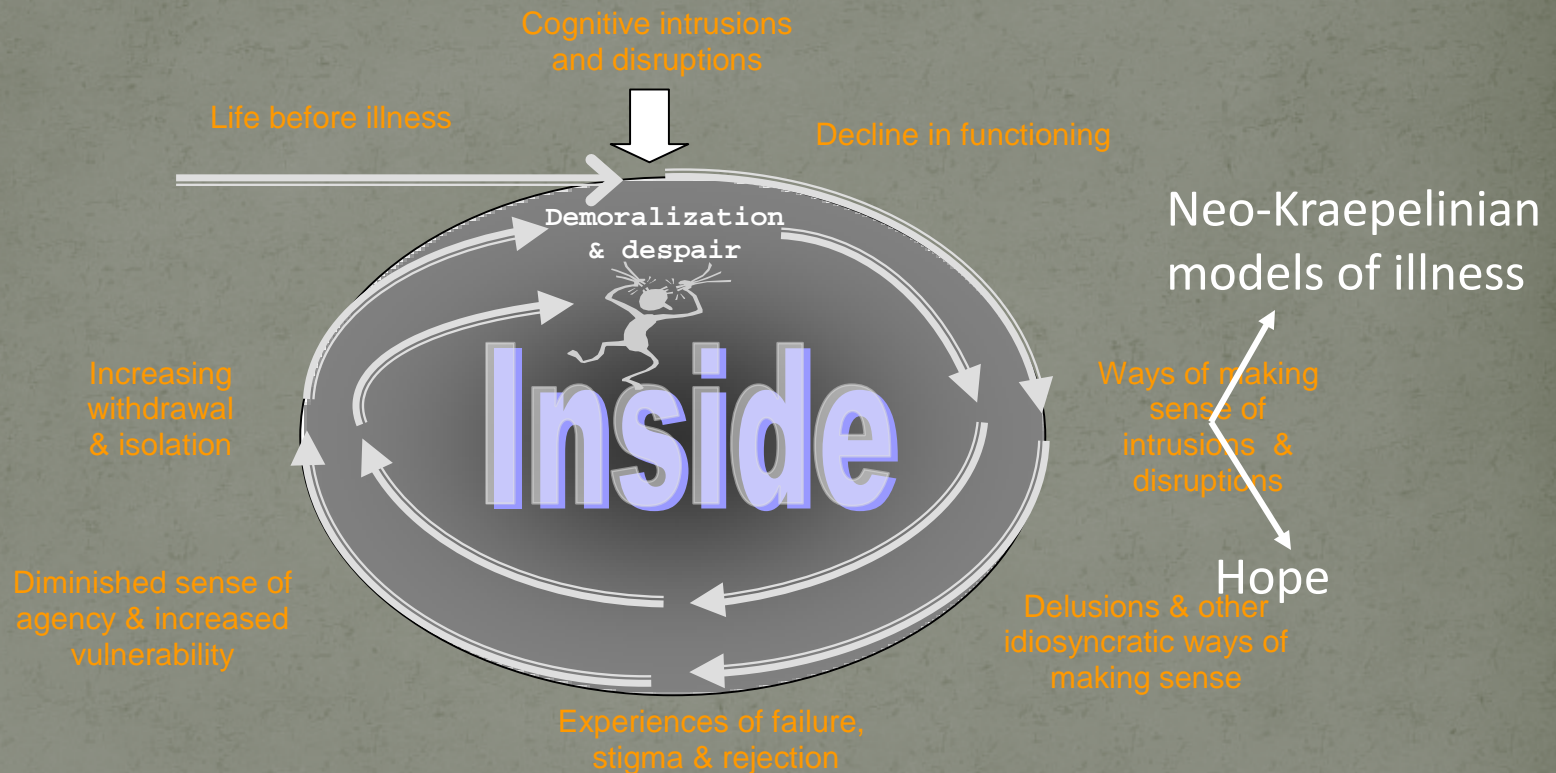 Cognitive intrusions
and disruptions
Life before illness
Decline in functioning
Neo-Kraepelinian
models of illness
Demoralization
& despair
Inside
Increasing
withdrawal
& isolation
Ways of making
sense of
intrusions &
disruptions
Hope
Diminished sense of
agency & increased
vulnerability
Delusions & other
idiosyncratic ways of
making sense
Experiences of failure,
stigma & rejection